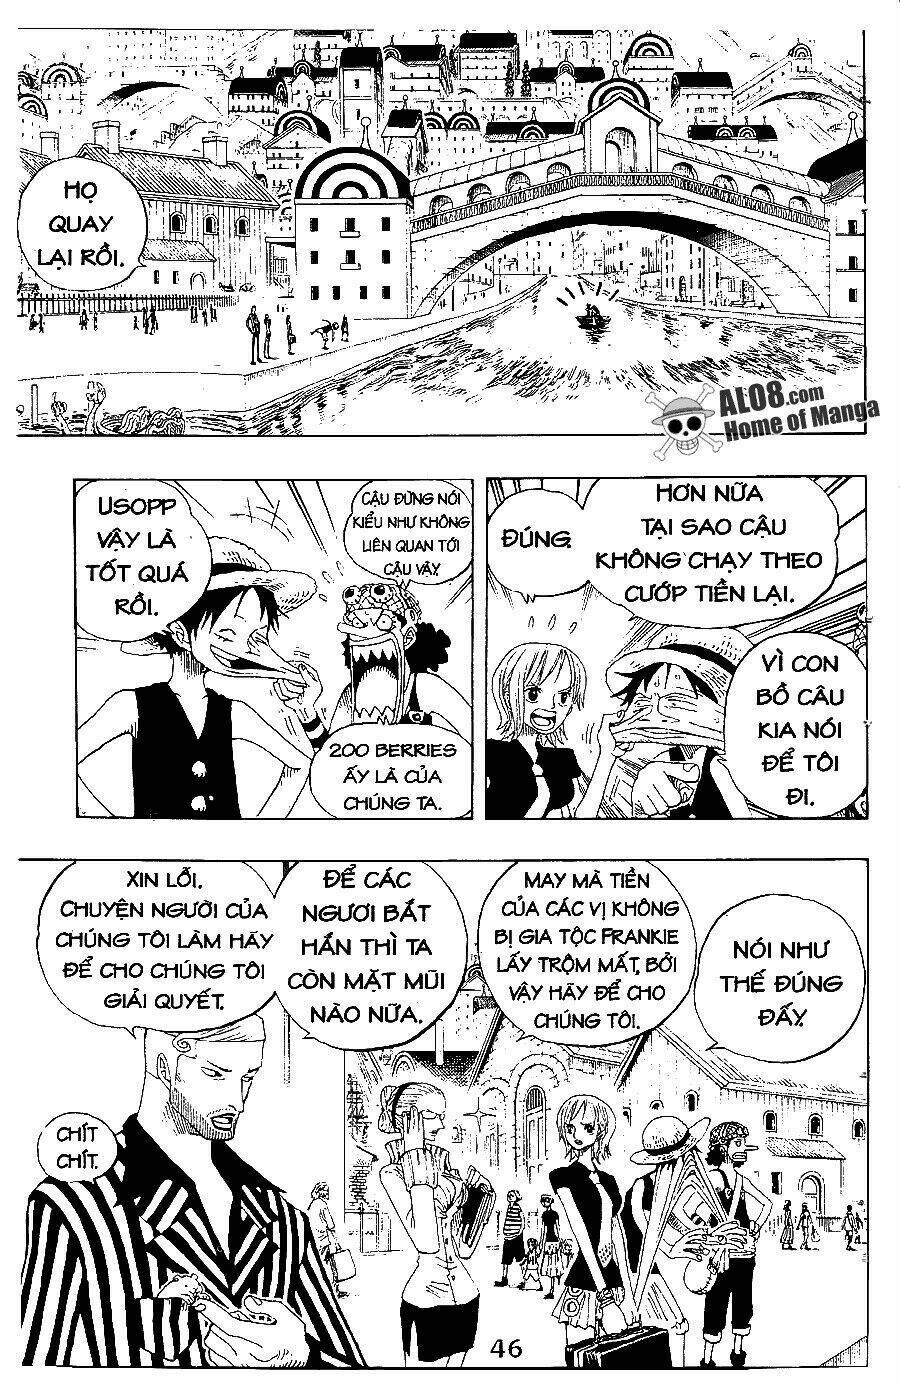 HỌ
QUAY
LẠI RỒI.
AL08.com
Home of Manga
HƠN NỮA
TẠI SAO CẬU
KHÔNG CHẠY THEO
CƯỚP TIỀN LẠI.
ĐÚNG.
VÌ CON
BỒ CÂU
KIA NÓI
ĐỂ TÔI
ĐI.
CẬU ĐỪNG NÓI
KIỂU NHƯ KHÔNG
LIÊN QUAN TỚI
CẬU VẬY.
USOPP
VẬY LÀ
TỐT QUÁ
RỒI.
200 BERRIES
ẤY LÀ CỦA
CHÚNG TA.
NÓI NHƯ
THẾ ĐÚNG
ĐẤY.
MAY MÀ TIỀN
CỦA CÁC VỊ KHÔNG
BỊ GIA TỘC FRANKIE
LẤY TRỘM MẤT, BỞI
VẬY HÃY ĐỂ CHO
CHÚNG TÔI.
ĐỂ CÁC
NGƯƠI BẮT
HẮN THÌ TA
CÒN MẶT MŨI
NÀO NỮA.
XIN LỖI.
CHUYỆN NGƯỜI CỦA
CHÚNG TÔI LÀM HÃY
ĐỂ CHO CHÚNG TÔI
GIẢI QUYẾT.
CHÍT
CHÍT.
46